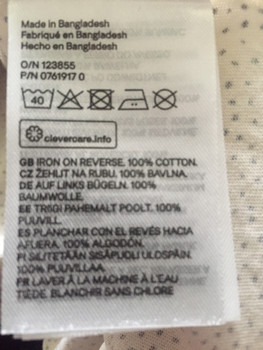 Made in Bangladesh
Fabriqué en Bangladesh
Hecho en Bangladesh
O/N 123855
P/N 0761917 0
40
clevercare.info
GB IRON ON REVERSE. 100% COTTON.
CZ ŽEHLIT NA RUBU. 100% BAVLNA.
DE AUF LINKS BÜGELN. 100%
BAUMWOLLE.
EE TRIIGI PAHEMALT POOLT. 100%
PUUVILL.
ES PLANCHAR CON EL REVÉS HACIA
AFUERA. 100% ALGODÓN.
FI SILITETÄÄN SISÄPUOLI ULOSPÄIN.
100% PUUVILLAA.
FR LAVER À LA MACHINE À L'EAU
TIÈDE. BLANCHIR SANS CHLORE